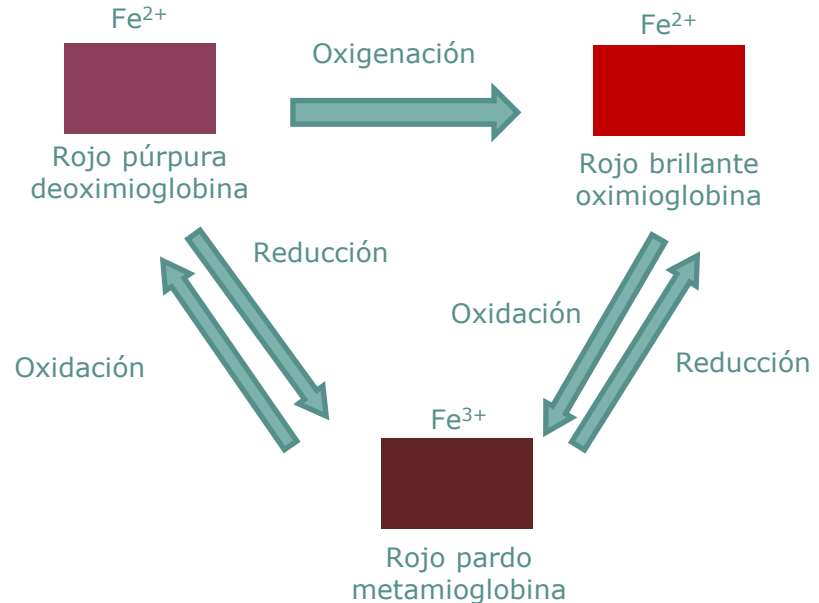 Fe2+
Oxigenación
Fe2+
Rojo púrpura
deoximioglobina
Rojo brillante
oximioglobina
Reducción
Oxidación
Oxidación
Reducción
Fe3+
Rojo pardo
metamioglobina